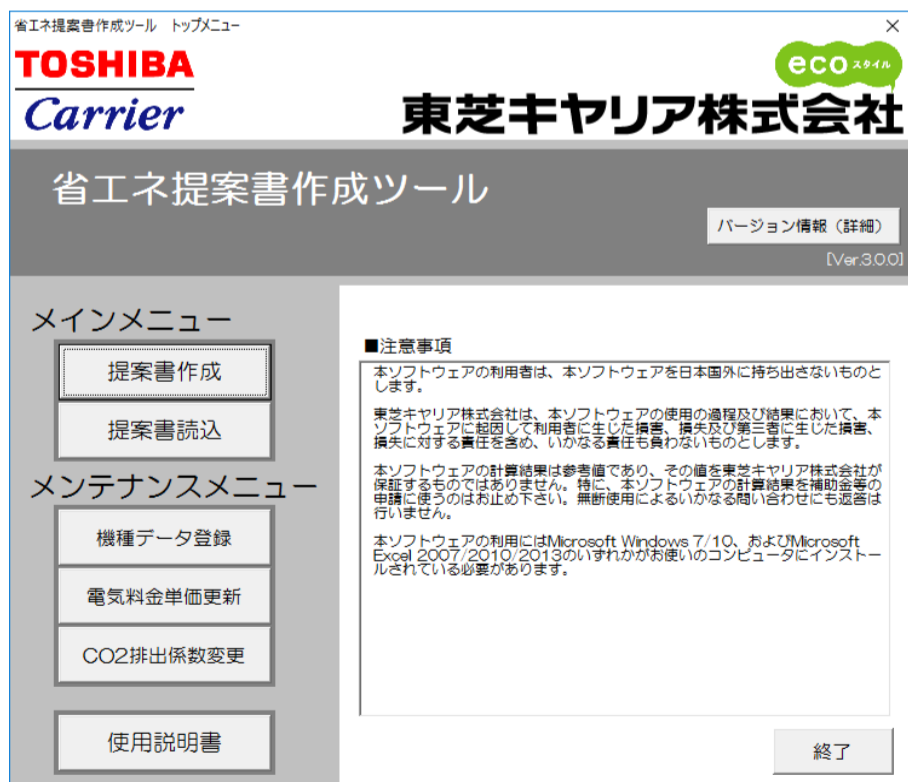 省エネ提案書作成ツール トップメニュー
TOSHIBA
Carrier
eco スタイル
東芝キヤリア株式会社
省エネ提案書作成ツール
バージョン情報（詳細）
[Ver.3.0.0]
メインメニュー
提案書作成
提案書読込
メンテナンスメニュー
機種データ登録
電気料金単価更新
CO2排出係数変更
使用説明書
■注意事項
本ソフトウェアの利用者は、本ソフトウェアを日本国外に持ち出さないものと
します。
東芝キヤリア株式会社は、本ソフトウェアの使用の過程及び結果において、本
ソフトウェアに起因して利用者に生じた損害、損失及び第三者に生じた損害、
損失に対する責任を含め、いかなる責任も負わないものとします。
本ソフトウェアの計算結果は参考値であり、その値を東芝キヤリア株式会社が
保証するものではありません。特に、本ソフトウェアの計算結果を補助金等の
申請に使うのはお止め下さい。無断使用によるいかなる問い合わせにも返答は
行いません。
本ソフトウェアの利用にはMicrosoft Windows 7/10、およびMicrosoft
Excel 2007/2010/2013のいずれかがお使いのコンピュータにインストー
ルされている必要があります。
終了